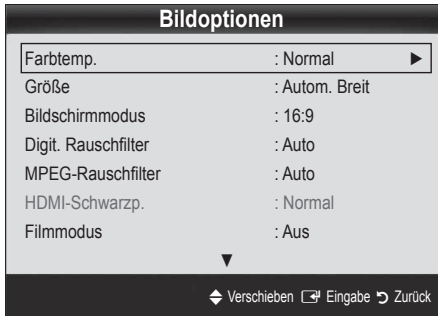 Bildoptionen
Farbtemp. : Normal ►
Größe : Autom. Breit
Bildschirmmodus : 16:9
Digit. Rauschfilter : Auto
MPEG-Rauschfilter : Auto
HDMI-Schwarzp. : Normal
Filmmodus : Aus
▼
Verschieben Eingabe Zurück